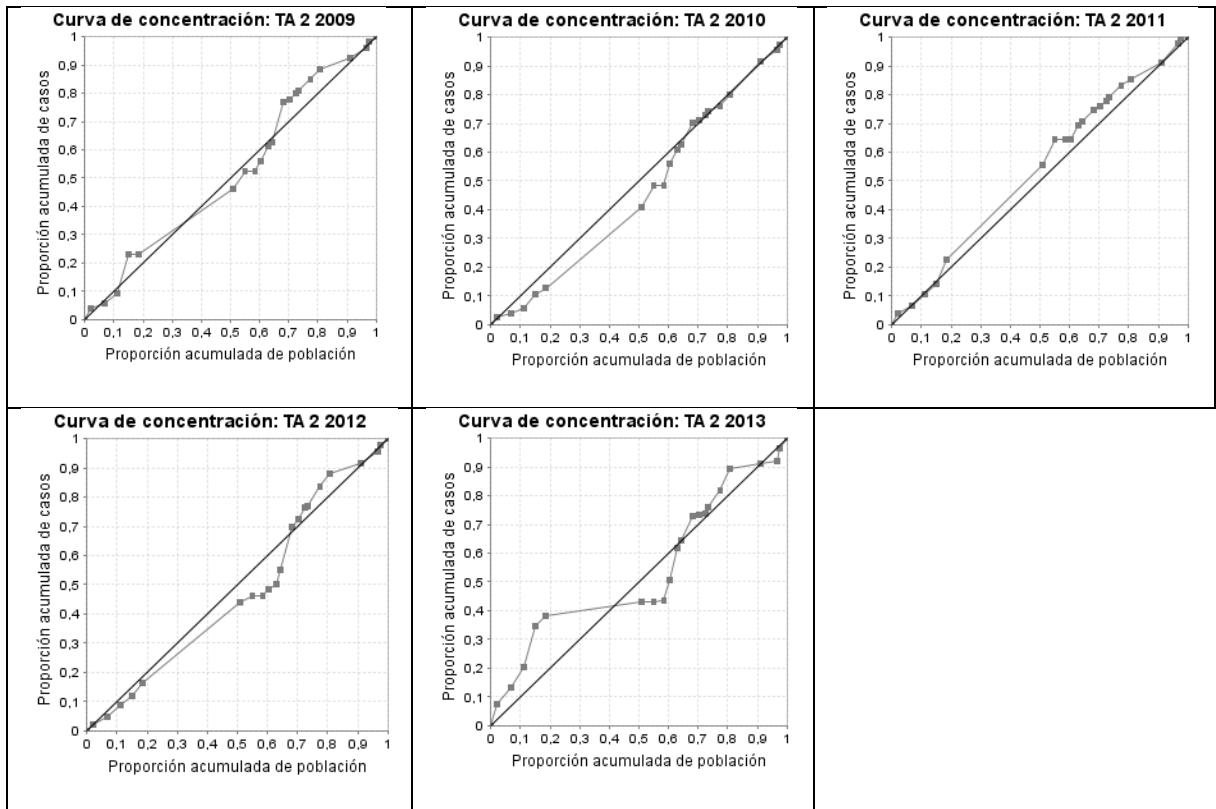 Curva de concentración: TA 2 2009
Proporción acumulada de casos
1
0,9
0,8
0,7
0,6
0,5
0,4
0,3
0,2
0,1
0
0 0,1 0,2 0,3 0,4 0,5 0,6 0,7 0,8 0,9 1
Proporción acumulada de población
Curva de concentración: TA 2 2010
Proporción acumulada de casos
1
0,9
0,8
0,7
0,6
0,5
0,4
0,3
0,2
0,1
0
0 0,1 0,2 0,3 0,4 0,5 0,6 0,7 0,8 0,9 1
Proporción acumulada de población
Curva de concentración: TA 2 2011
Proporción acumulada de casos
1
0,9
0,8
0,7
0,6
0,5
0,4
0,3
0,2
0,1
0
0 0,1 0,2 0,3 0,4 0,5 0,6 0,7 0,8 0,9 1
Proporción acumulada de población
Curva de concentración: TA 2 2012
Proporción acumulada de casos
1
0,9
0,8
0,7
0,6
0,5
0,4
0,3
0,2
0,1
0
0 0,1 0,2 0,3 0,4 0,5 0,6 0,7 0,8 0,9 1
Proporción acumulada de población
Curva de concentración: TA 2 2013
Proporción acumulada de casos
1
0,9
0,8
0,7
0,6
0,5
0,4
0,3
0,2
0,1
0
0 0,1 0,2 0,3 0,4 0,5 0,6 0,7 0,8 0,9 1
Proporción acumulada de población